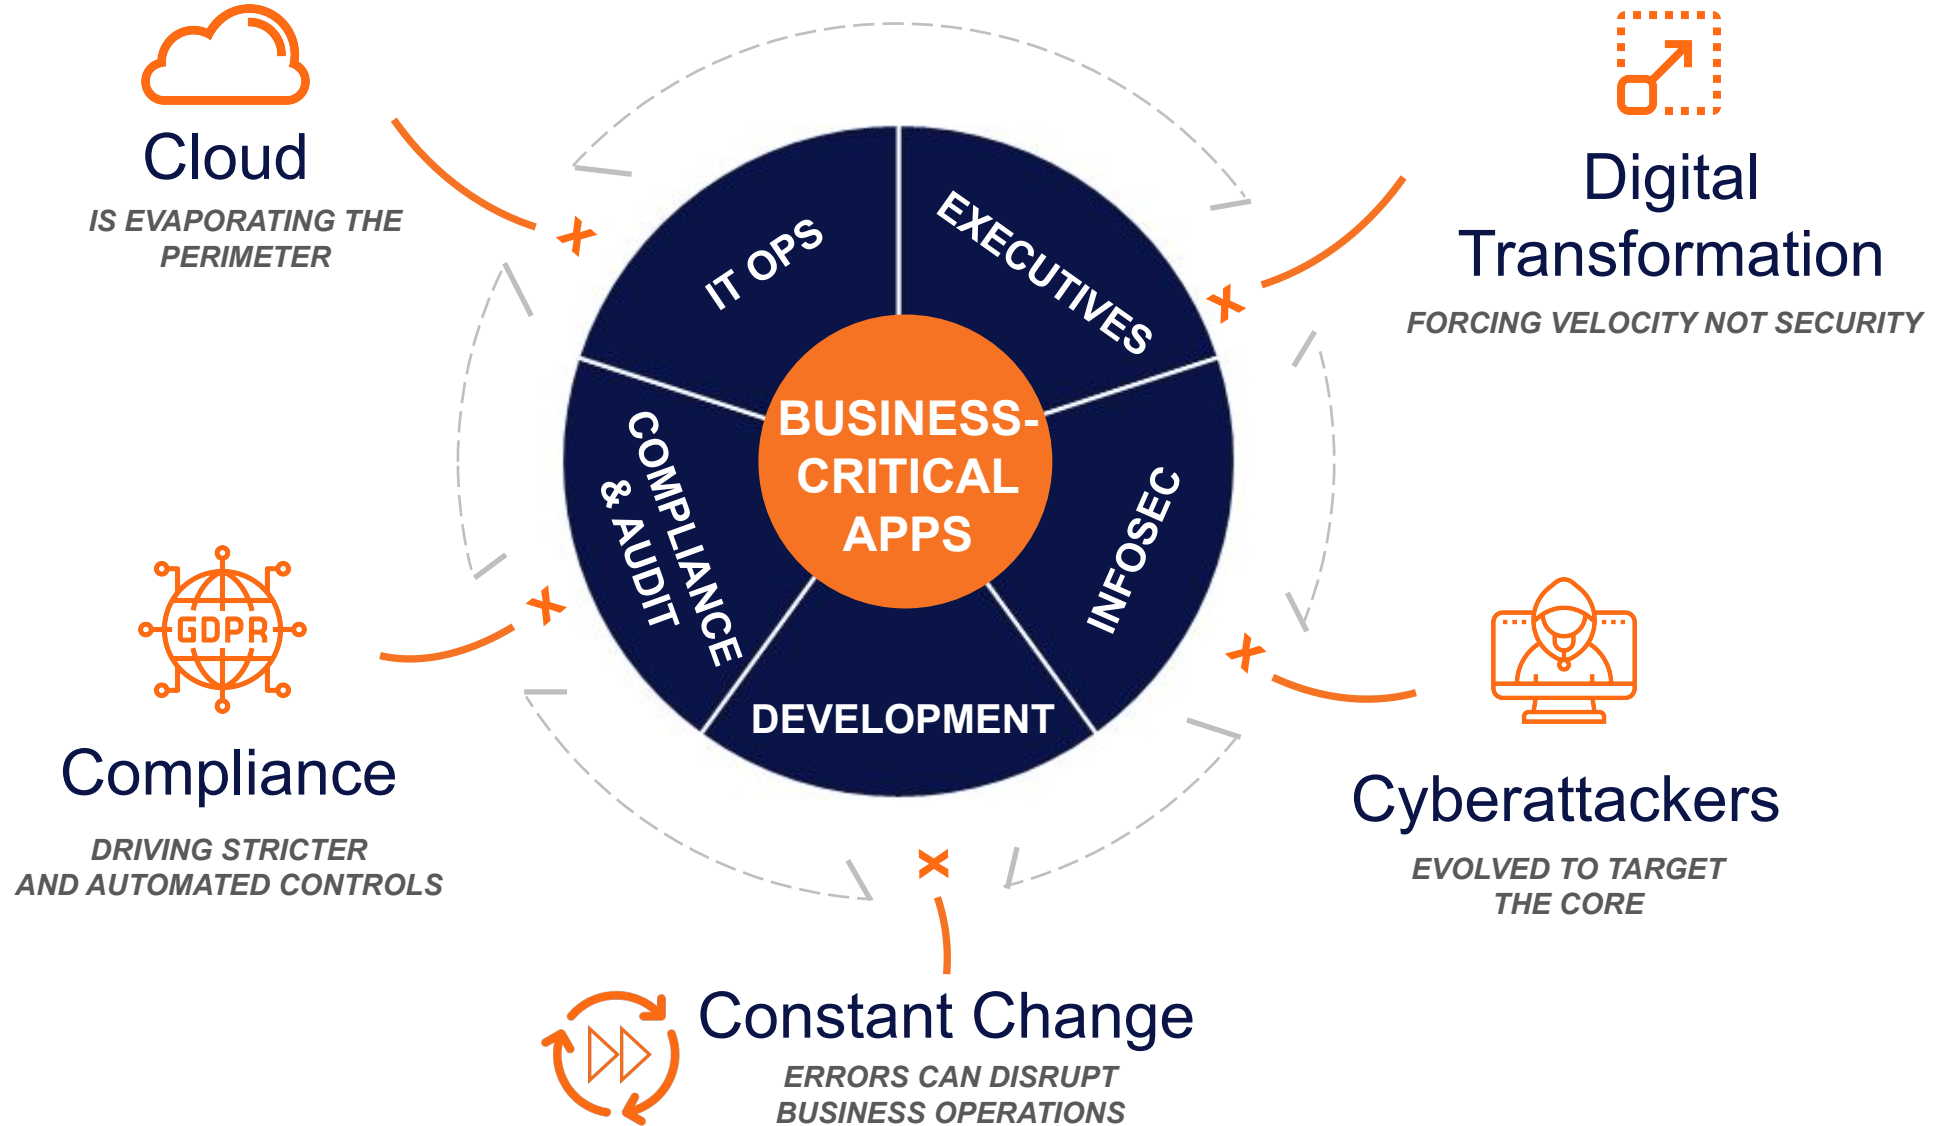 Cloud
IS EVAPORATING THE
PERIMETER
Digital
Transformation
FORCING VELOCITY NOT SECURITY
IT OPS
EXECUTIVES
BUSINESS-
CRITICAL
APPS
COMPLIANCE
& AUDIT
INFOSEC
DEVELOPMENT
GDPR
Compliance
DRIVING STRICTER
AND AUTOMATED CONTROLS
Cyberattackers
EVOLVED TO TARGET
THE CORE
Constant Change
ERRORS CAN DISRUPT
BUSINESS OPERATIONS